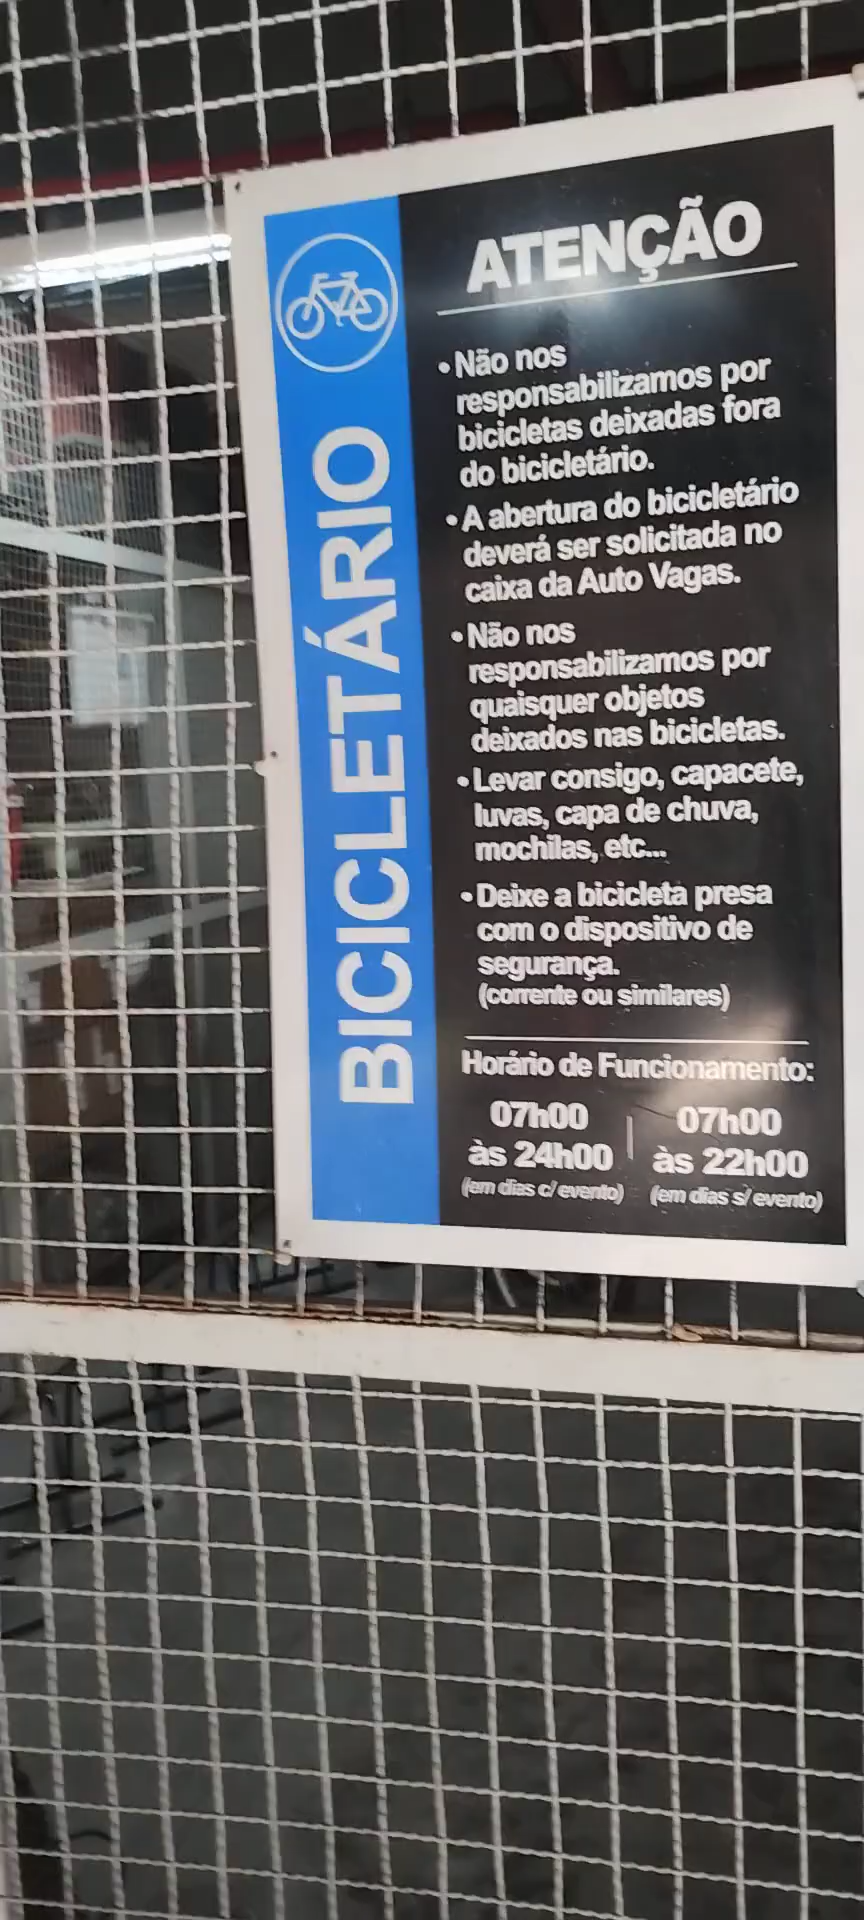 BICICLETÁRIO
ATENÇÃO
• Não nos
responsabilizamos por
bicicletas deixadas fora
do bicicletário.
• A abertura do bicicletário
deverá ser solicitada no
caixa da Auto Vagas.
• Não nos
responsabilizamos por
quaisquer objetos
deixados nas bicicletas.
• Levar consigo, capacete,
luvas, capa de chuva,
mochilas, etc...
• Deixe a bicicleta presa
com o dispositivo de
segurança.
(corrente ou similares)
Horário de Funcionamento:
07h00 | 07h00
às 24h00 às 22h00
(em dias c/ evento) (em dias s/ evento)